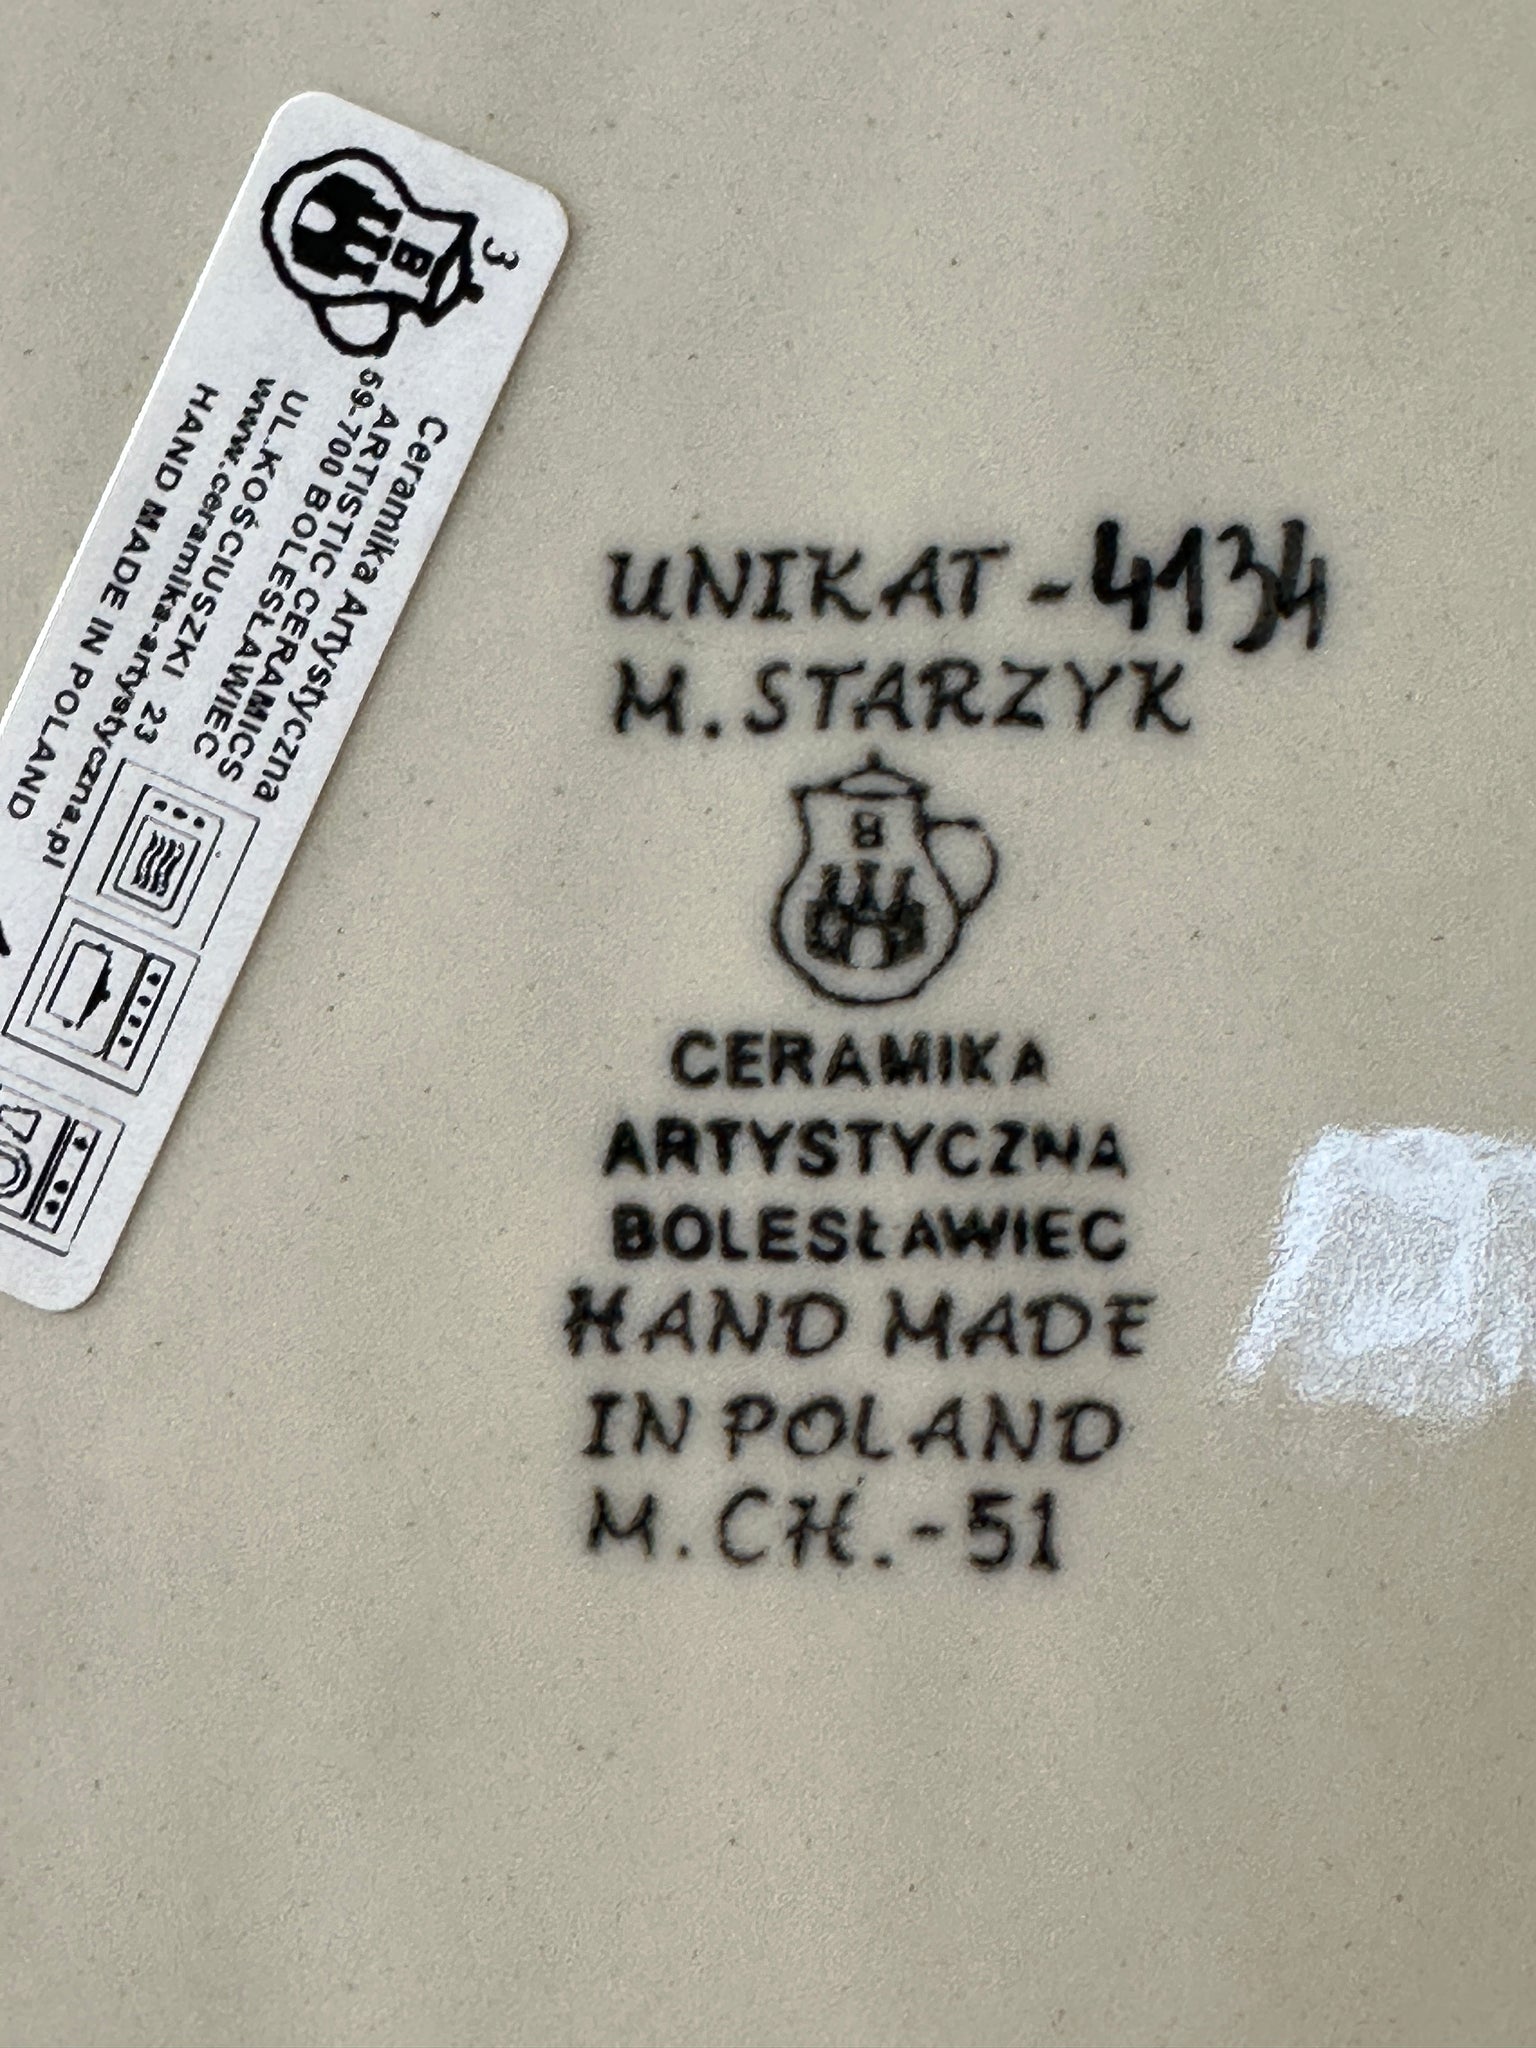 3
B
Ceramika Artystyczna
ARTISTIC CERAMICS
59-700 BOLESŁAWIEC
UL.KOŚCIUSZKI 23
www.ceramika-artystyczna.pl
HAND MADE IN POLAND
UNIKAT - 4134
M. STARZYK
B
CERAMIKA
ARTYSTYCZNA
BOLESŁAWIEC
HAND MADE
IN POLAND
M. CH. - 51